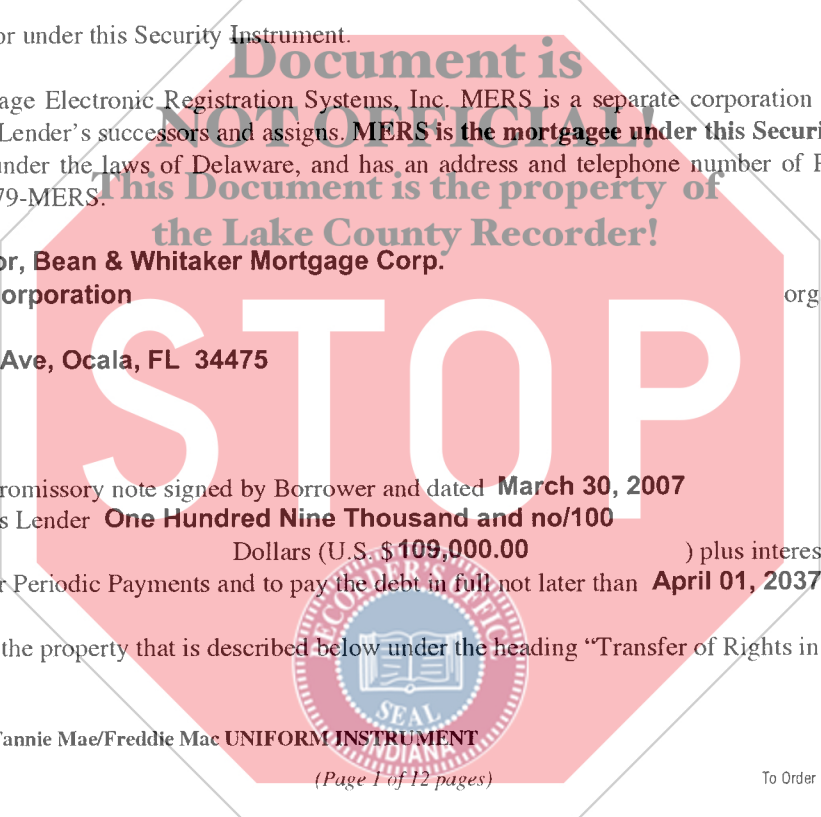 or under this Security Instrument.
Document is
age Electronic Registration Systems, Inc. MERS is a separate corporation
NOT OFFICIAL!
Lender's successors and assigns. MERS is the mortgagee under this Securi
under the laws of Delaware, and has an address and telephone number of P
This Document is the property of
79-MERS.
the Lake County Recorder!
or, Bean & Whitaker Mortgage Corp.
orporation org
STOP
Ave, Ocala, FL 34475
romissory note signed by Borrower and dated March 30, 2007
s Lender One Hundred Nine Thousand and no/100
Dollars (U.S. $109,000.00 ) plus interes
r Periodic Payments and to pay the debt in full not later than April 01, 2037
RECORDER'S OFFICE
the property that is described below under the heading “Transfer of Rights in
SEAL
INDIANA
Fannie Mae/Freddie Mac UNIFORM INSTRUMENT
(Page 1 of 12 pages)
To Order